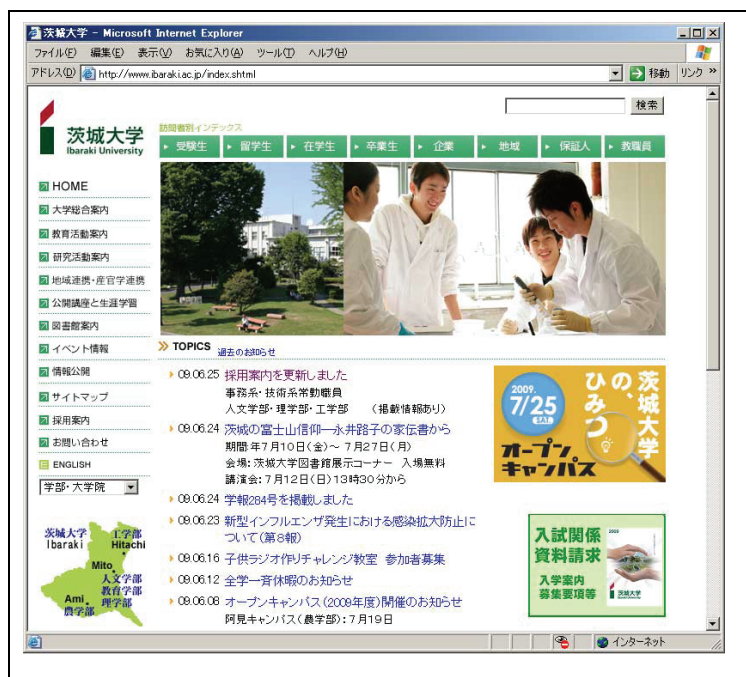 茨城大学 - Microsoft Internet Explorer
ファイル(F) 編集(E) 表示(V) お気に入り(A) ツール(T) ヘルプ(H)
アドレス(D) http://www.ibaraki.ac.jp/index.shtml 移動 リンク »
検索
茨城大学
Ibaraki University
訪問者別インデックス
受験生 留学生 在学生 卒業生 企業 地域 保証人 教職員
HOME
大学総合案内
教育活動案内
研究活動案内
地域連携・産官学連携
公開講座と生涯学習
図書館案内
イベント情報
情報公開
サイトマップ
採用案内
お問い合わせ
ENGLISH
学部・大学院
茨城大学
Ibaraki
工学部
Hitachi
Mito
人文学部
教育学部
理学部
Ami
農学部
TOPICS 過去のお知らせ
09.06.25 採用案内を更新しました
事務系・技術系常勤職員
人文学部・理学部・工学部 (掲載情報あり)
09.06.24 茨城の富士山信仰―永井路子の家伝書から
期間:年7月10日(金)～ 7月27日(月)
会場:茨城大学図書館展示コーナー 入場無料
講演会:7月12日(日)13時30分から
09.06.24 学報284号を掲載しました
09.06.23 新型インフルエンザ発生における感染拡大防止に
ついて(第8報)
09.06.16 子供ラジオ作りチャレンジ教室 参加者募集
09.06.12 全学一斉休暇のお知らせ
09.06.08 オープンキャンパス(2009年度)開催のお知らせ
阿見キャンパス(農学部):7月19日
2009.
7/25
SAT.
オープン
キャンパス
茨城大学
の、
ひみつ
入試関係
資料請求
入学案内
募集要項等
茨城大学
インターネット